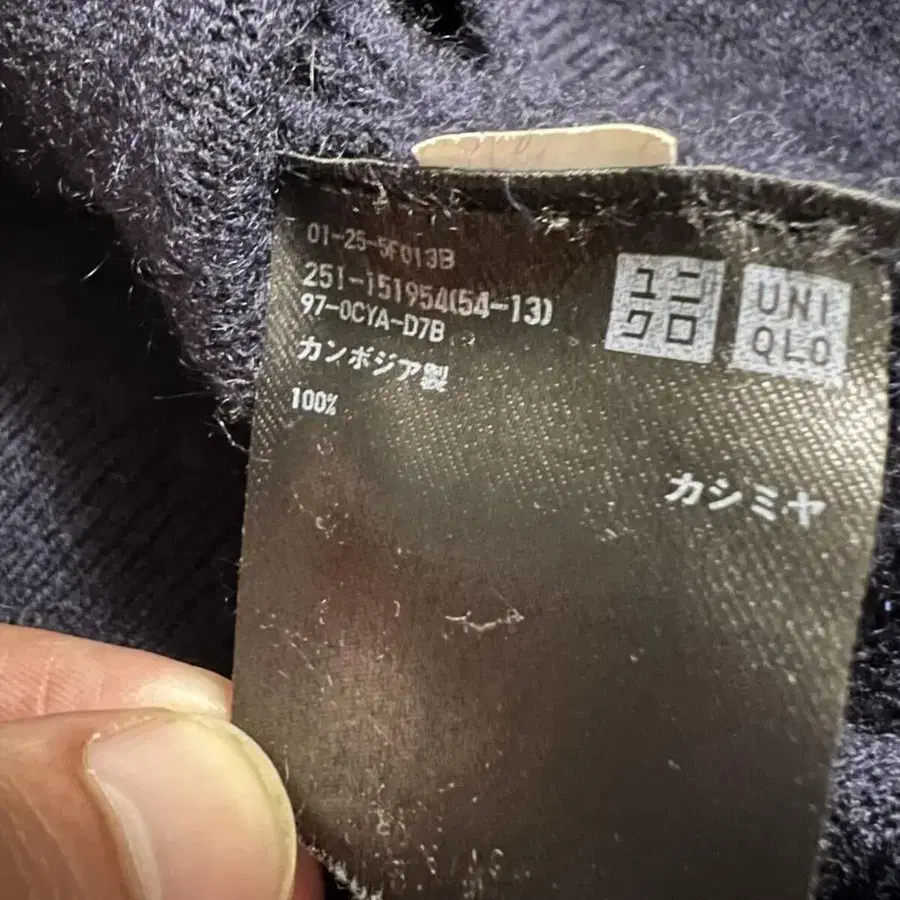 01-25-5F013B
251-151954(54-13)
97-0CYA-D7B
カンボジア製
100%
カシミヤ
ユニ
クロ
UNI
QLO